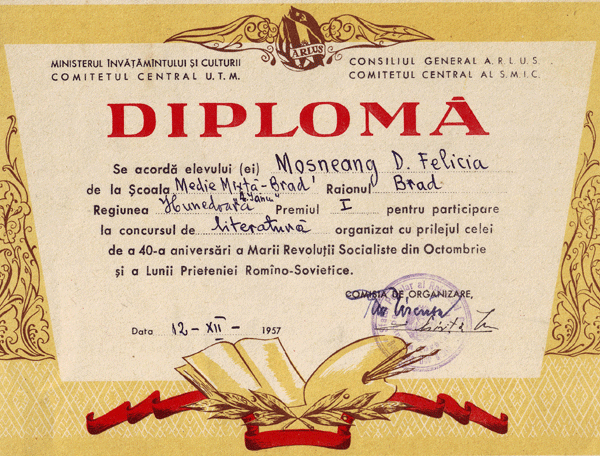 ARLUS
MINISTERUL ÎNVĂȚĂMÎNTULUI ȘI CULTURII
COMITETUL CENTRAL U.T.M.
CONSILIUL GENERAL A.R.L.U.S.
COMITETUL CENTRAL AL S.M.I.C.
DIPLOMĂ
Se acordă elevului (ei) Mosneang D. Felicia
de la Școala Medie Mixtă-Brad Raionul Brad
Regiunea Hunedoara Premiul I pentru participare
la concursul de literatură organizat cu prilejul celei
de a 40-a aniversări a Marii Revoluții Socialiste din Octombrie
și a Lunii Prieteniei Romîno-Sovietice.
COMISIA DE ORGANIZARE,
Data 12-XII- 1957